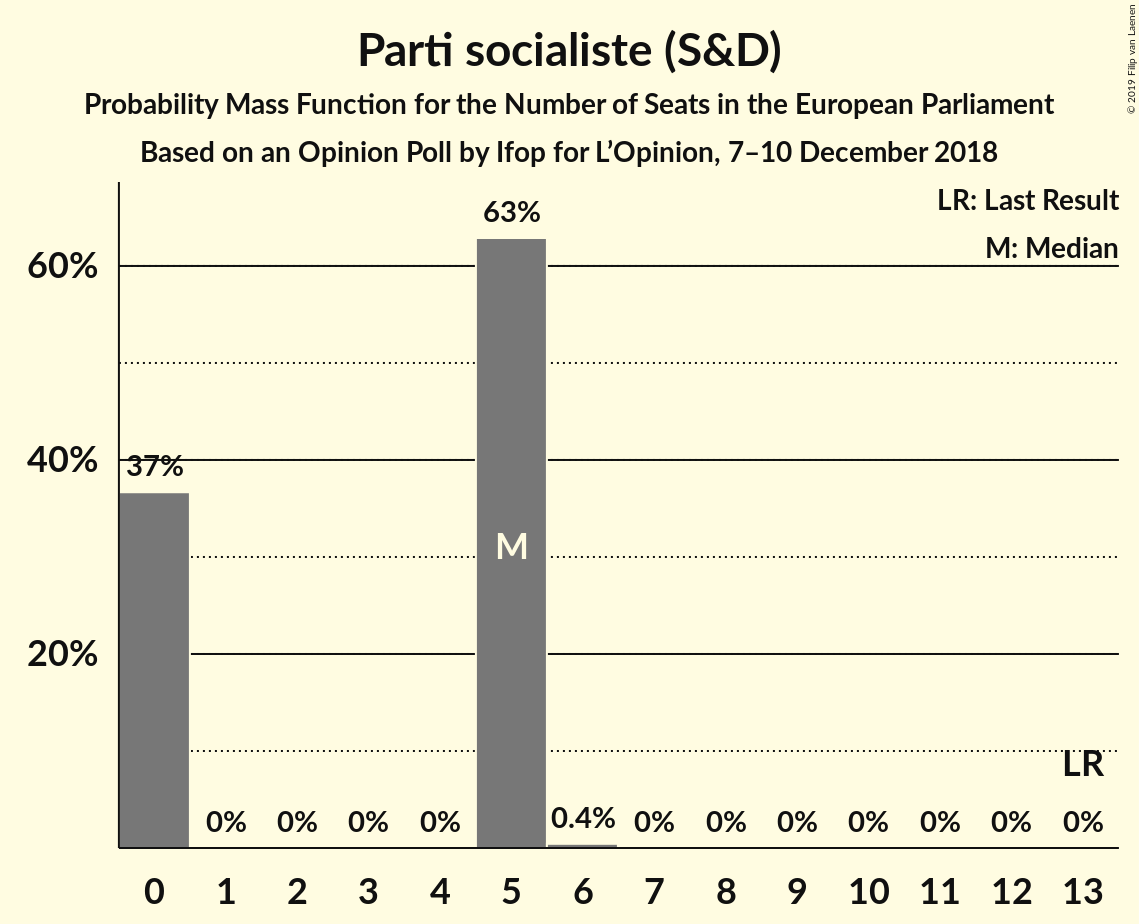 Parti socialiste (S&D)
Probability Mass Function for the Number of Seats in the European Parliament
Based on an Opinion Poll by Ifop for L’Opinion, 7–10 December 2018
© 2019 Filip van Laenen
LR: Last Result
M: Median
63%
60%
40%
37%
M
20%
LR
0% 0% 0% 0% 0.4% 0% 0% 0% 0% 0% 0% 0%
0 1 2 3 4 5 6 7 8 9 10 11 12 13